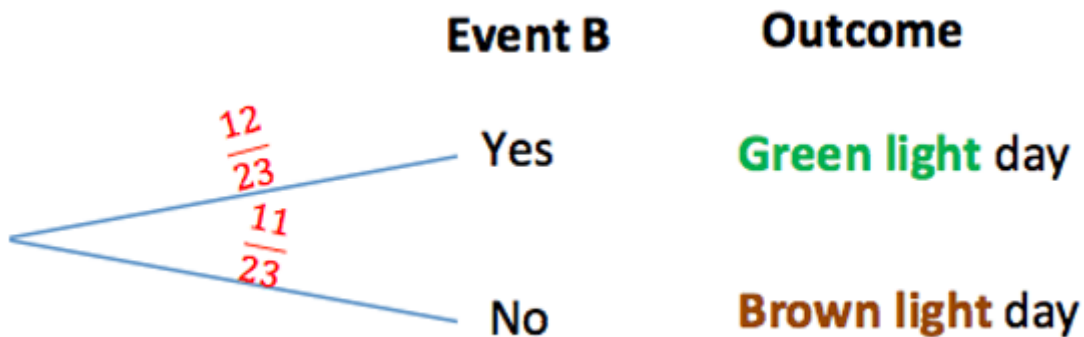 Event B Outcome
12
23
Yes Green light day
11
23
No Brown light day